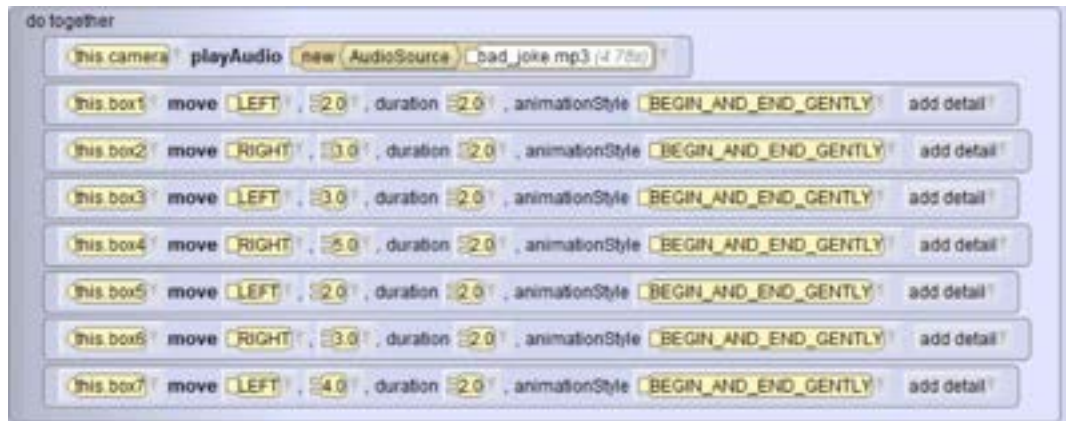 do together
this.camera playAudio new AudioSource bad_joke.mp3 (4.78s)
this.box1 move LEFT , 2.0 , duration 2.0 , animationStyle BEGIN_AND_END_GENTLY add detail
this.box2 move RIGHT , 3.0 , duration 2.0 , animationStyle BEGIN_AND_END_GENTLY add detail
this.box3 move LEFT , 3.0 , duration 2.0 , animationStyle BEGIN_AND_END_GENTLY add detail
this.box4 move RIGHT , 5.0 , duration 2.0 , animationStyle BEGIN_AND_END_GENTLY add detail
this.box5 move LEFT , 2.0 , duration 2.0 , animationStyle BEGIN_AND_END_GENTLY add detail
this.box6 move RIGHT , 3.0 , duration 2.0 , animationStyle BEGIN_AND_END_GENTLY add detail
this.box7 move LEFT , 4.0 , duration 2.0 , animationStyle BEGIN_AND_END_GENTLY add detail